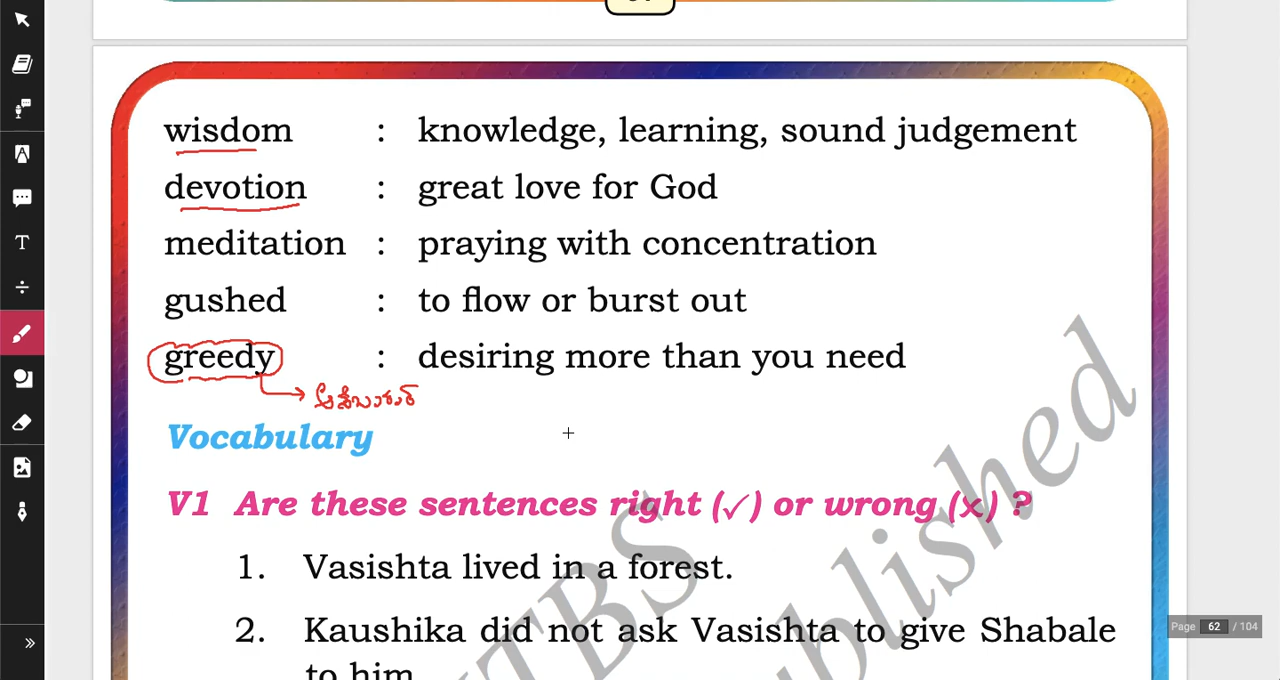 wisdom : knowledge, learning, sound judgement
devotion : great love for God
meditation : praying with concentration
gushed : to flow or burst out
greedy : desiring more than you need
Vocabulary
V1 Are these sentences right (✓) or wrong (×) ?
1. Vasishta lived in a forest.
2. Kaushika did not ask Vasishta to give Shabale
to him.
Page 62 / 104